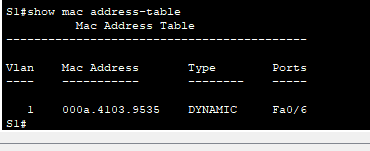 S1#show mac address-table
Mac Address Table
-------------------------------------------
Vlan    Mac Address       Type        Ports
----    -----------       --------    -----
1    000a.4103.9535    DYNAMIC     Fa0/6
S1#